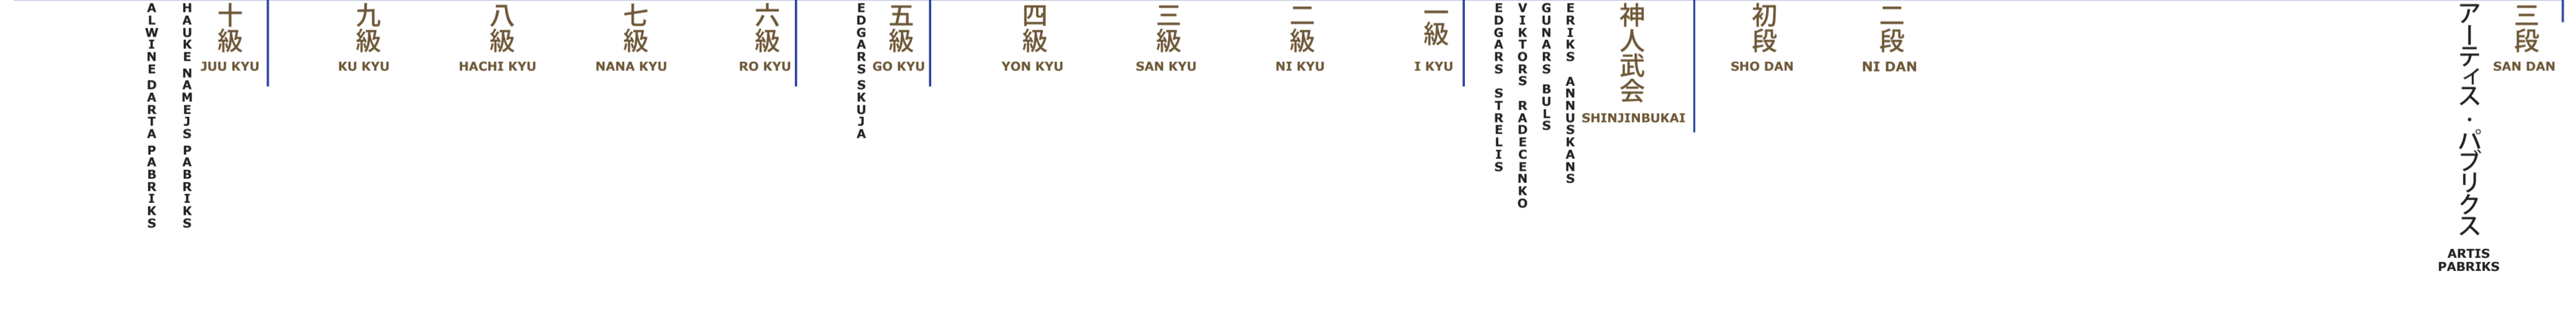 ALWINE DARTA PABRIKS
HAUKE NAMEJS PABRIKS
十級
JUU KYU
九級
KU KYU
八級
HACHI KYU
七級
NANA KYU
六級
RO KYU
EDGARS SKUJA
五級
GO KYU
四級
YON KYU
三級
SAN KYU
二級
NI KYU
一級
I KYU
EDGARS STRELIS
VIKTORS RADECENKO
GUNARS BULS
ERIKS ANNUSKANS
神人武会
SHINJINBUKAI
初段
SHO DAN
二段
NI DAN
アーティス・パブリクス
ARTIS
PABRIKS
三段
SAN DAN